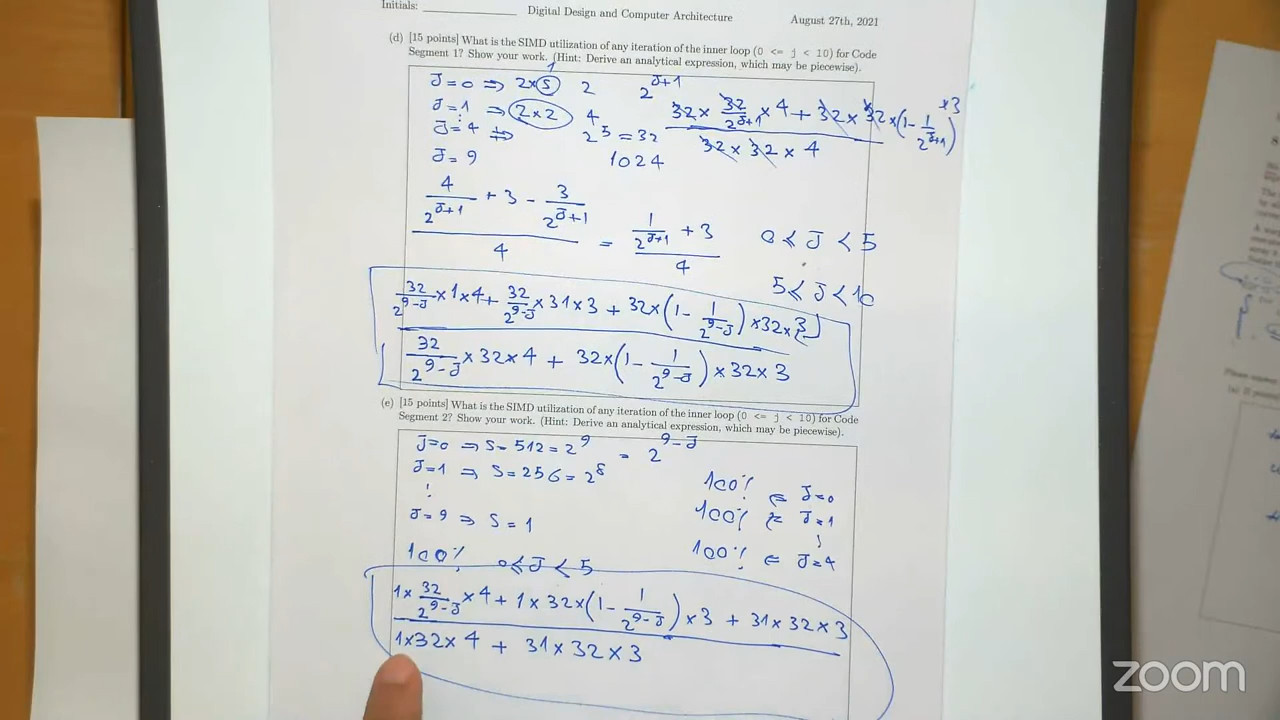 Initials: Digital Design and Computer Architecture August 27th, 2021
(d) [15 points] What is the SIMD utilization of any iteration of the inner loop (0 <= j < 10) for Code
Segment 1? Show your work. (Hint: Derive an analytical expression, which may be piecewise).
J=0 ⇒ 2×5 1 2 2^(J+1)
J=1 ⇒ 2×2 4
⋮
J=4 ⇒ 2^5 = 32
J=9 1024
32 × 32/2^(J+1) × 4 + 32 × 32 × (1 - 1/2^(J+1)) ×3
32 × 32 × 4
4/2^(J+1) + 3 - 3/2^(J+1)
4
= (1/2^(J+1) + 3)/4 0 ≤ J < 5
5 ≤ J < 10
32/2^(9-J) × 1 × 4 + 32/2^(9-J) × 31 × 3 + 32 × (1 - 1/2^(9-J)) × 32 × 3
32/2^(9-J) × 32 × 4 + 32 × (1 - 1/2^(9-J)) × 32 × 3
(e) [15 points] What is the SIMD utilization of any iteration of the inner loop (0 <= j < 10) for Code
Segment 2? Show your work. (Hint: Derive an analytical expression, which may be piecewise).
J=0 ⇒ S = 512 = 2^9 = 2^(9-J)
J=1 ⇒ S = 256 = 2^8 100% ⇐ J=0
⋮ 100% ⇐ J=1
J=9 ⇒ S = 1
100% 0 ≤ J < 5 100% ⇐ J=4
1 × 32/2^(9-J) × 4 + 1 × 32 × (1 - 1/2^(9-J)) × 3 + 31 × 32 × 3
1×32×4 + 31×32×3
zoom